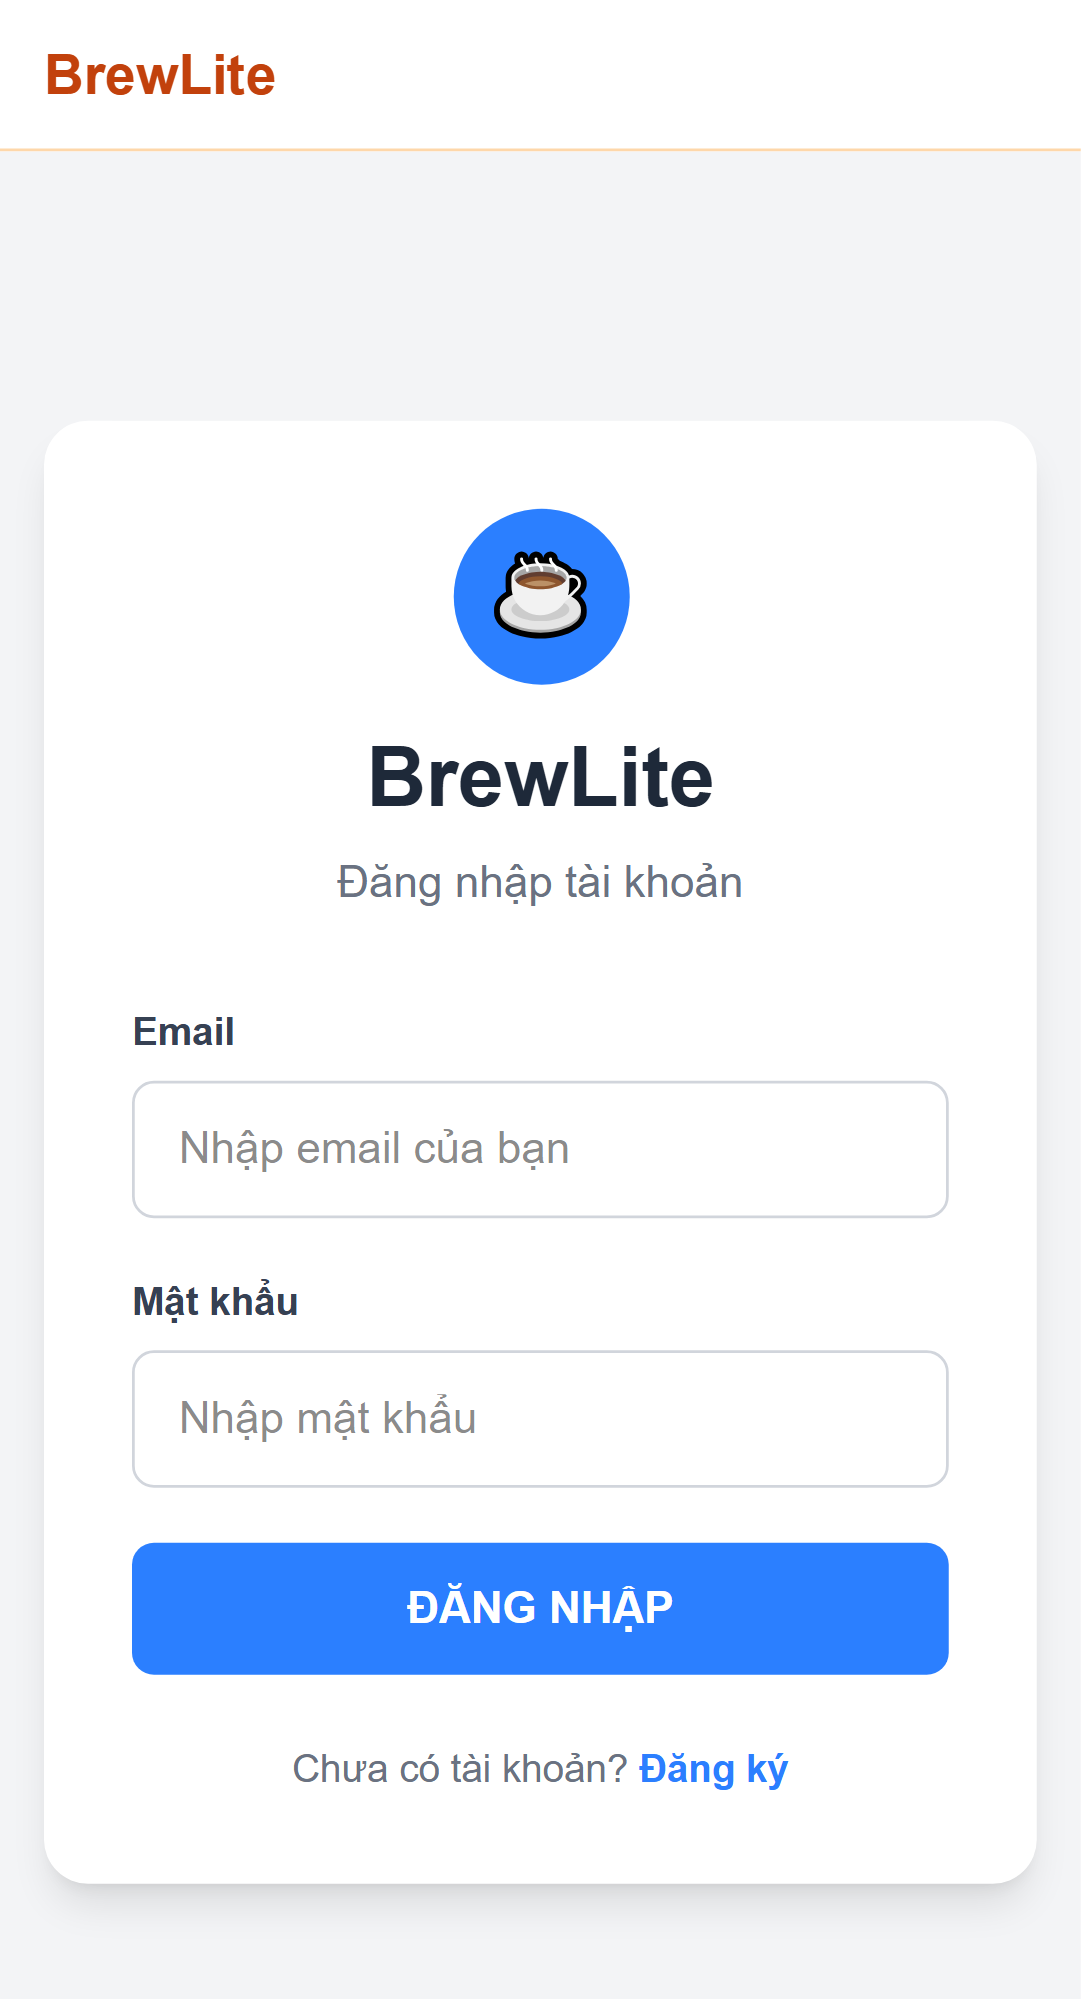 BrewLite
BrewLite
Đăng nhập tài khoản
Email
Nhập email của bạn
Mật khẩu
Nhập mật khẩu
ĐĂNG NHẬP
Chưa có tài khoản? Đăng ký